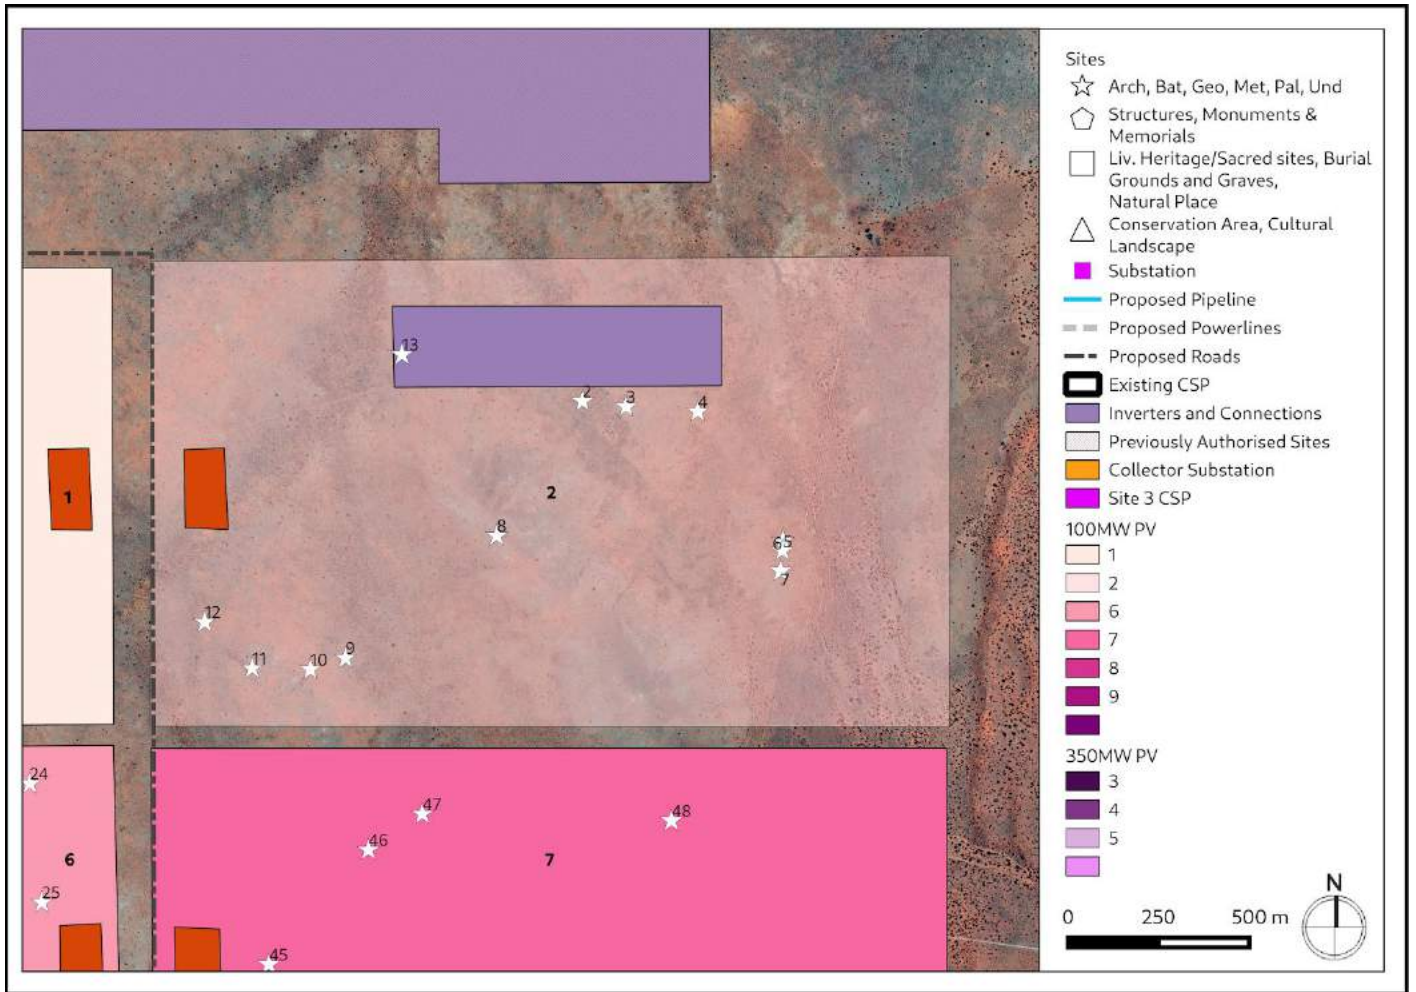 13
2
3
4
1
2
8
65
7
12
11
10
9
24
47
48
46
6
7
25
45
Sites
Arch, Bat, Geo, Met, Pal, Und
Structures, Monuments &
Memorials
Liv. Heritage/Sacred sites, Burial
Grounds and Graves,
Natural Place
Conservation Area, Cultural
Landscape
Substation
Proposed Pipeline
Proposed Powerlines
Proposed Roads
Existing CSP
Inverters and Connections
Previously Authorised Sites
Collector Substation
Site 3 CSP
100MW PV
1
2
6
7
8
9
350MW PV
3
4
5
N
0 250 500 m